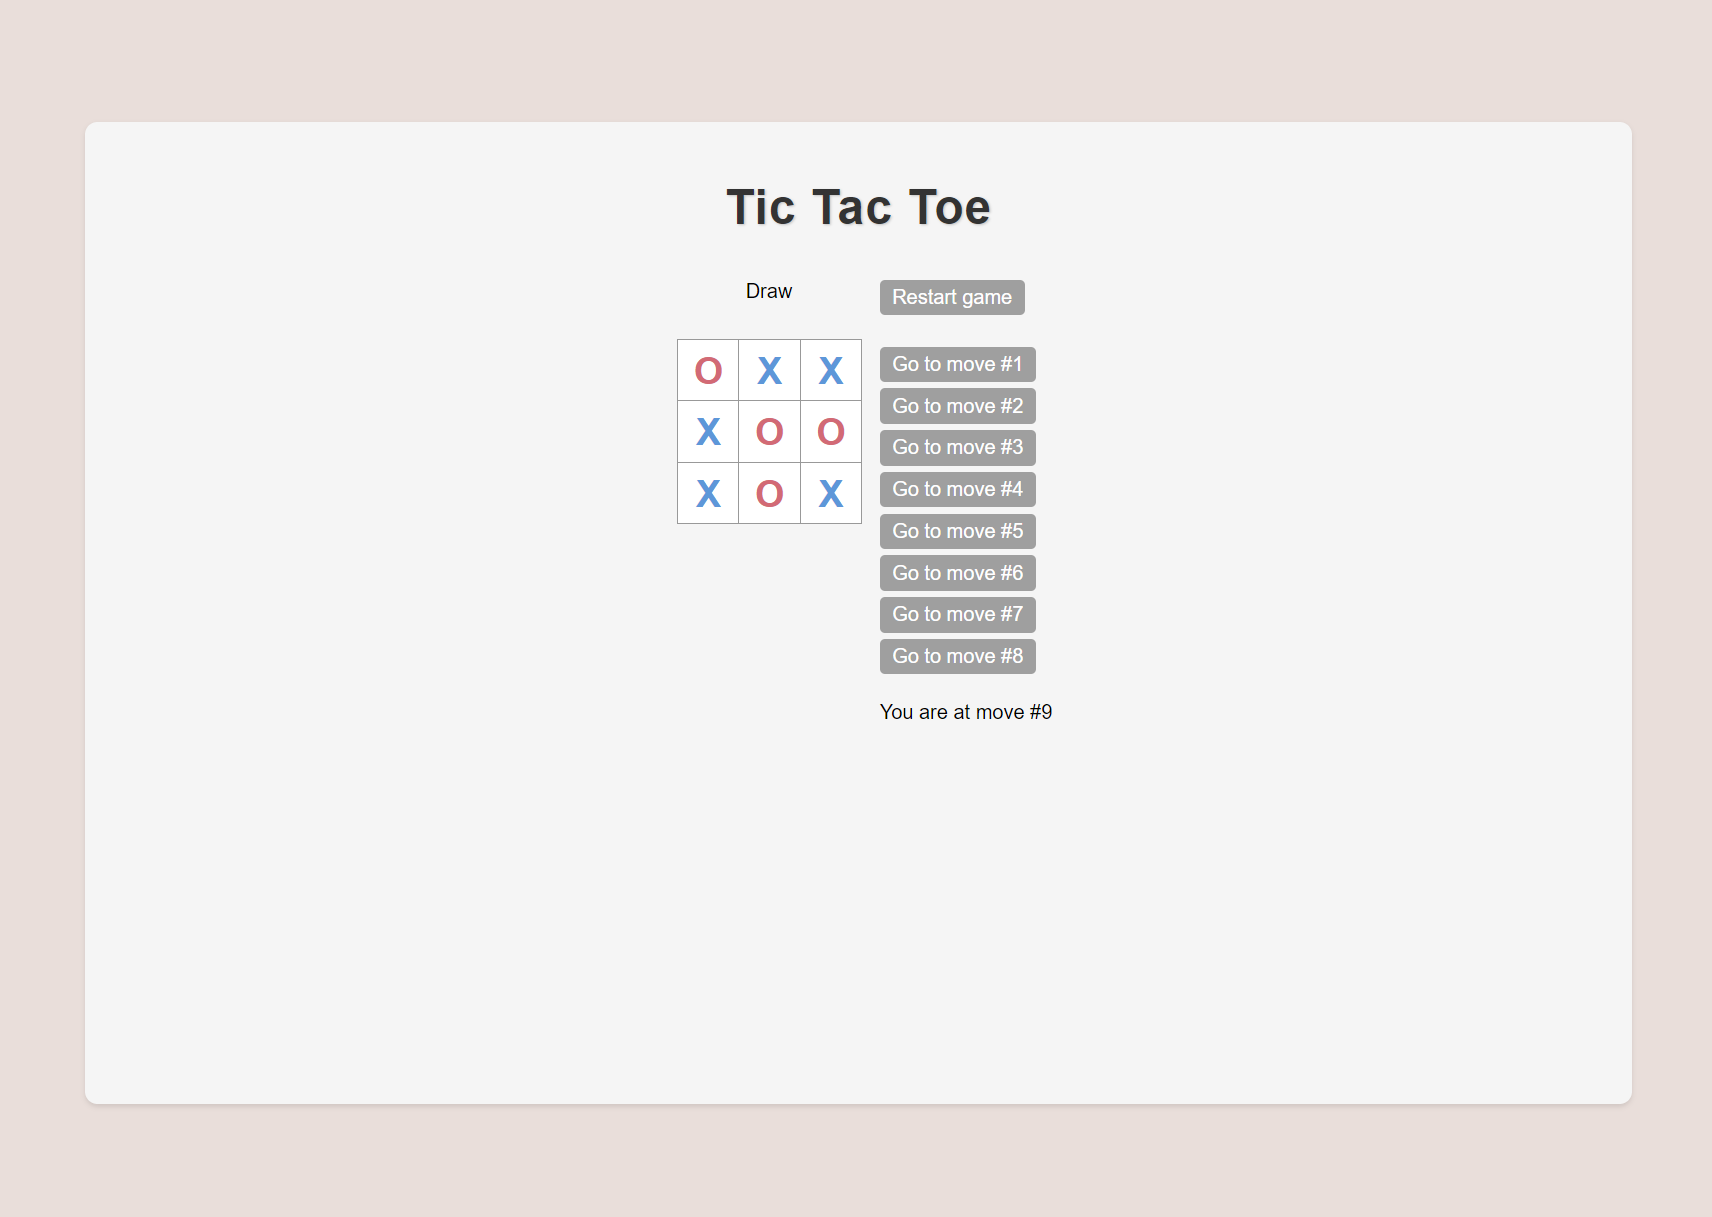 Tic Tac Toe
Draw
O X X
X O O
X O X
Restart game
Go to move #1
Go to move #2
Go to move #3
Go to move #4
Go to move #5
Go to move #6
Go to move #7
Go to move #8
You are at move #9